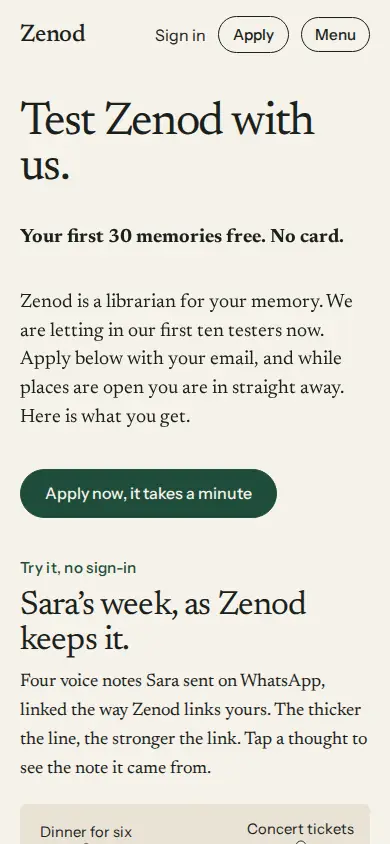 Zenod
Sign in
Apply
Menu
Test Zenod with
us.
Your first 30 memories free. No card.
Zenod is a librarian for your memory. We
are letting in our first ten testers now.
Apply below with your email, and while
places are open you are in straight away.
Here is what you get.
Apply now, it takes a minute
Try it, no sign-in
Sara’s week, as Zenod
keeps it.
Four voice notes Sara sent on WhatsApp,
linked the way Zenod links yours. The thicker
the line, the stronger the link. Tap a thought to
see the note it came from.
Concert tickets
Dinner for six